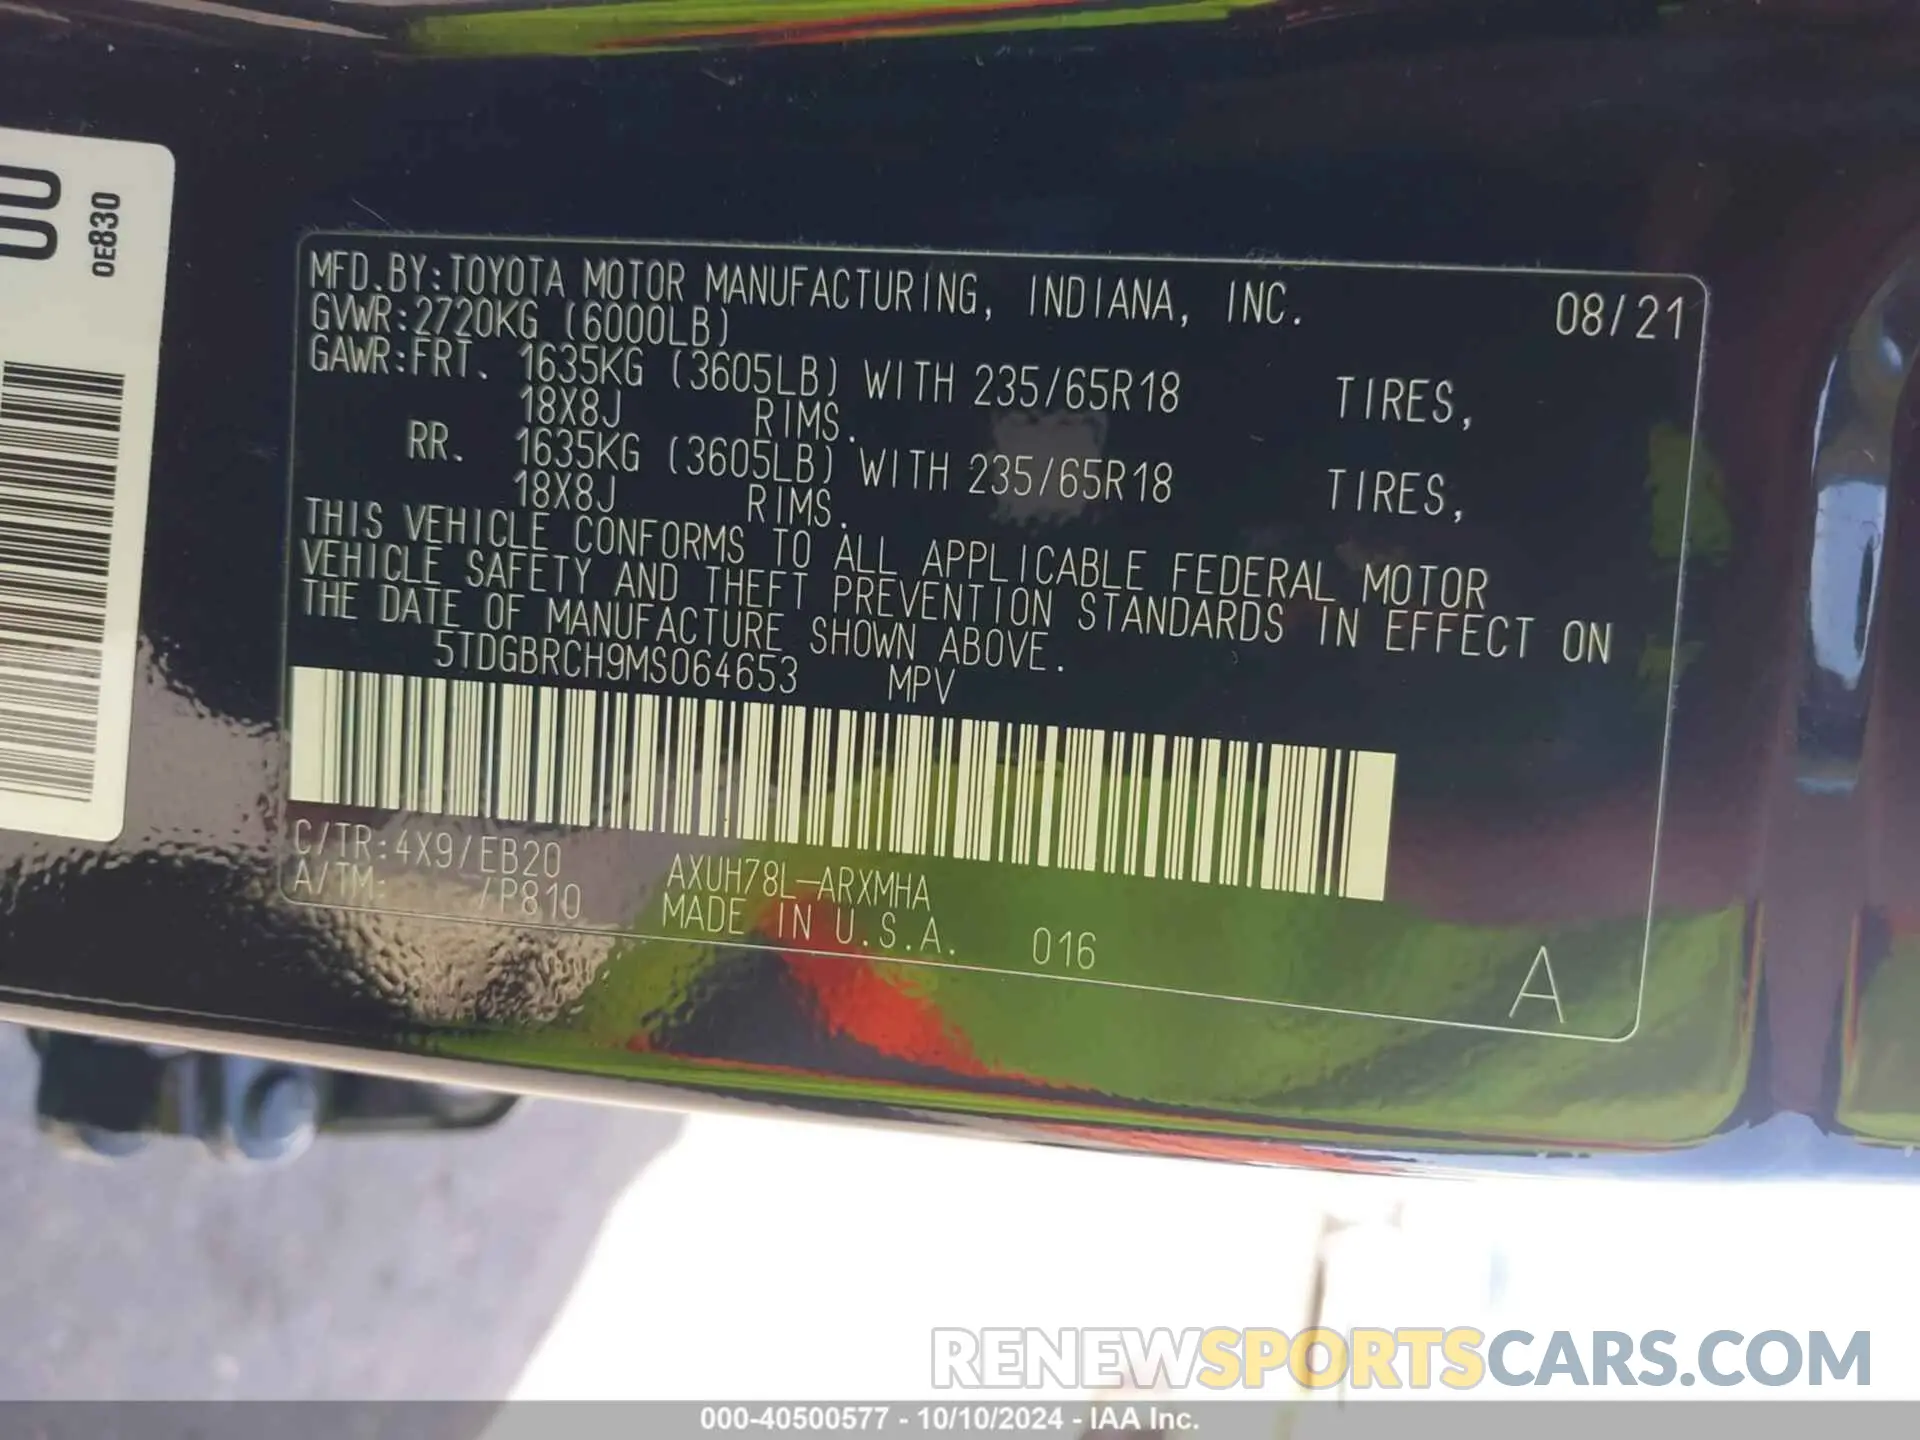 00
OE830
MFD.BY:TOYOTA MOTOR MANUFACTURING, INDIANA, INC. 08/21
GVWR:2720KG (6000LB)
GAWR:FRT. 1635KG (3605LB) WITH 235/65R18 TIRES,
18X8J RIMS.
RR. 1635KG (3605LB) WITH 235/65R18 TIRES,
18X8J RIMS.
THIS VEHICLE CONFORMS TO ALL APPLICABLE FEDERAL MOTOR
VEHICLE SAFETY AND THEFT PREVENTION STANDARDS IN EFFECT ON
THE DATE OF MANUFACTURE SHOWN ABOVE.
5TDGBRCH9MS064653 MPV
C/TR:4X9/EB20 AXUH78L-ARXMHA
A/TM: /P810 MADE IN U.S.A. 016
A
RENEWSPORTSCARS.COM
000-40500577 - 10/10/2024 - IAA Inc.